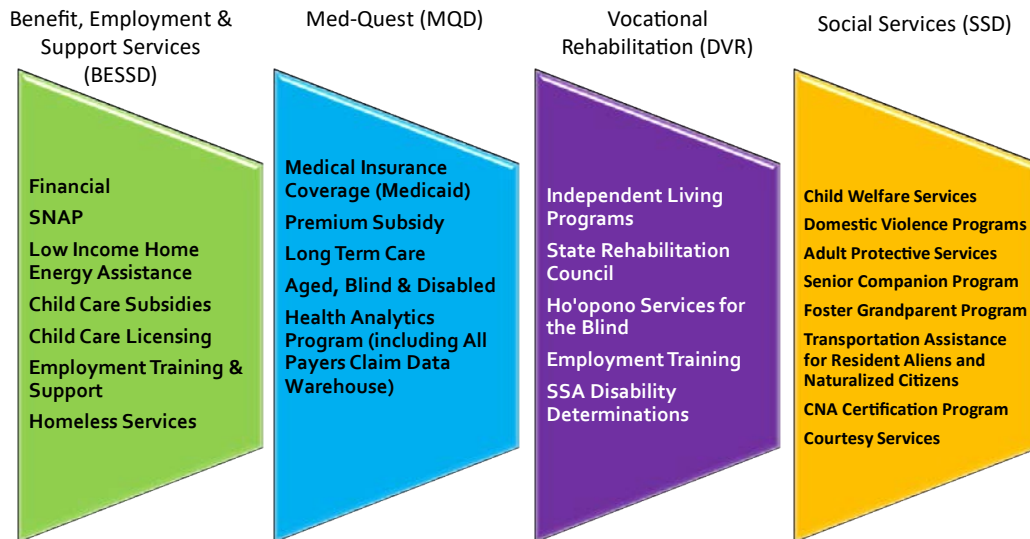 Benefit, Employment &
Support Services
(BESSD)
Financial
SNAP
Low Income Home
Energy Assistance
Child Care Subsidies
Child Care Licensing
Employment Training &
Support
Homeless Services
Med-Quest (MQD)
Medical Insurance
Coverage (Medicaid)
Premium Subsidy
Long Term Care
Aged, Blind & Disabled
Health Analytics
Program (including All
Payers Claim Data
Warehouse)
Vocational
Rehabilitation (DVR)
Independent Living
Programs
State Rehabilitation
Council
Ho'opono Services for
the Blind
Employment Training
SSA Disability
Determinations
Social Services (SSD)
Child Welfare Services
Domestic Violence Programs
Adult Protective Services
Senior Companion Program
Foster Grandparent Program
Transportation Assistance
for Resident Aliens and
Naturalized Citizens
CNA Certification Program
Courtesy Services